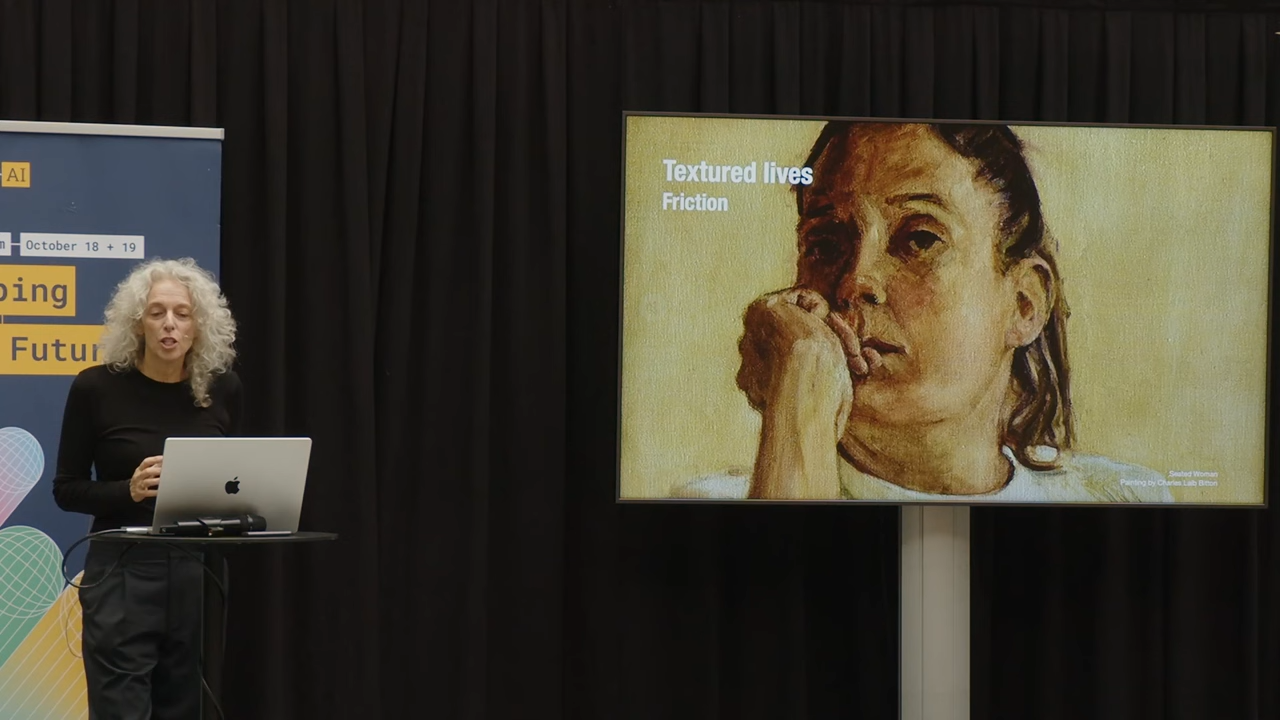 AI
October 18 + 19
ping
Futur
Textured lives
Friction
Seated Woman
Painting by Charles Laib Bitton